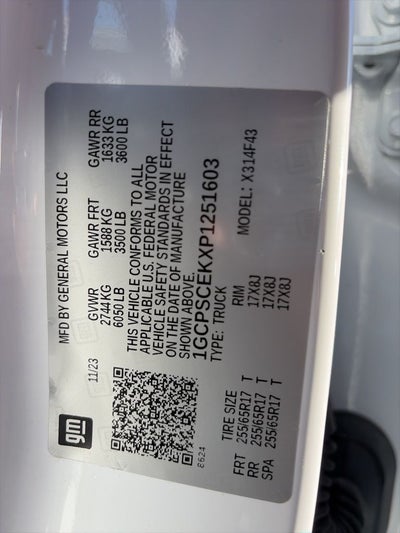 gm
MFD BY GENERAL MOTORS LLC
11/23
GVWR GAWR FRT GAWR RR
2744 KG 1588 KG 1633 KG
6050 LB 3500 LB 3600 LB
THIS VEHICLE CONFORMS TO ALL
APPLICABLE U.S. FEDERAL MOTOR
VEHICLE SAFETY STANDARDS IN EFFECT
ON THE DATE OF MANUFACTURE
SHOWN ABOVE.
1GCPSCEKXP1251603
TYPE: TRUCK MODEL: X314F43
8624
TIRE SIZE RIM
FRT 255/65R17 T 17X8J
RR 255/65R17 T 17X8J
SPA 255/65R17 T 17X8J